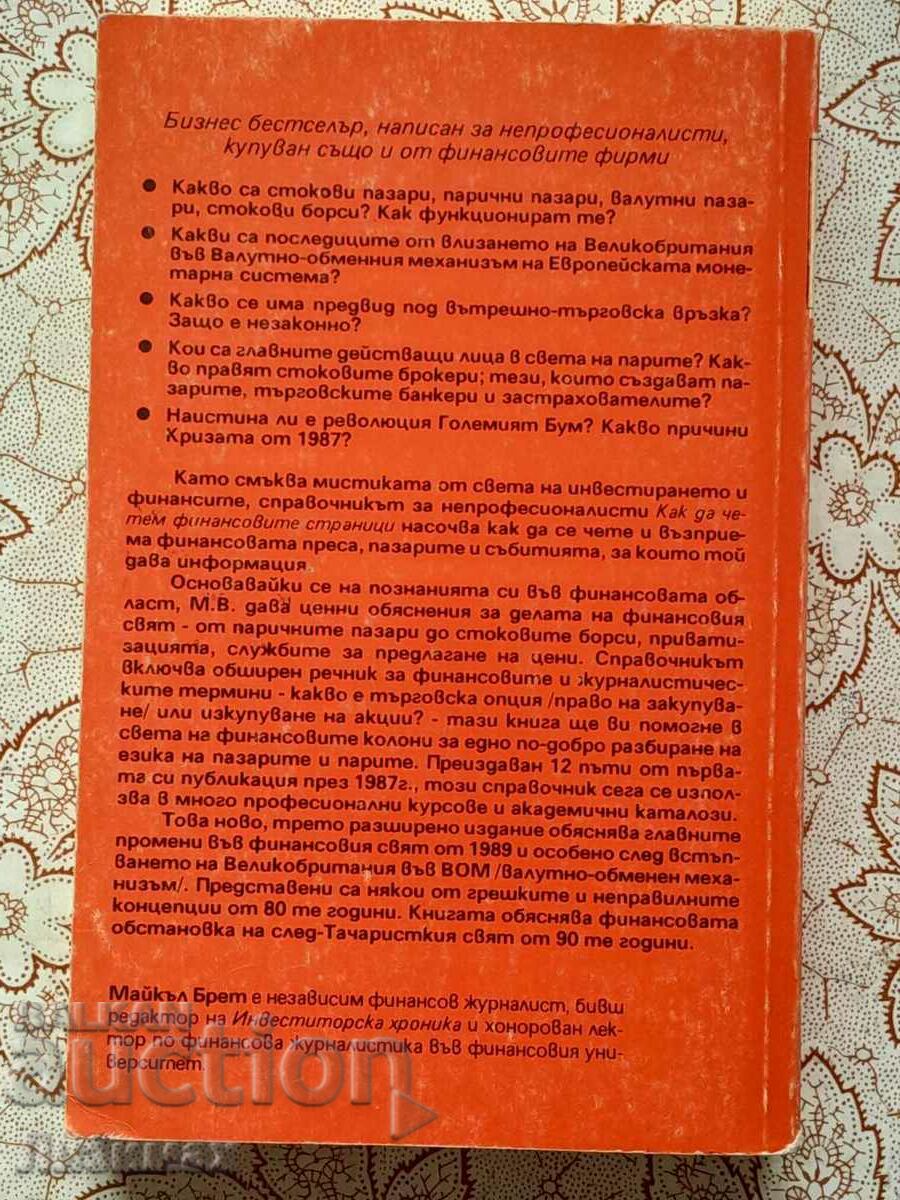 Бизнес бестселър, написан за непрофесионалисти,
купуван също и от финансовите фирми
• Какво са стокови пазари, парични пазари, валутни паза-
ри, стокови борси? Как функционират те?
• Какви са последиците от влизането на Великобритания
във Валутно-обменния механизъм на Европейската моне-
тарна система?
• Какво се има предвид под вътрешно-търговска връзка?
Защо е незаконно?
• Кои са главните действащи лица в света на парите? Как-
во правят стоковите брокери; тези, които създават па-
зарите, търговските банкери и застрахователите?
• Наистина ли е революция Големият Бум? Какво причини
Кризата от 1987?
Като смъква мистиката от света на инвестирането и
финансите, справочникът за непрофесионалисти Как да че-
тем финансовите страници насочва как да се чете и възприе-
ма финансовата преса, пазарите и събитията, за които той
дава информация.
Основавайки се на познанията си във финансовата об-
ласт, М.В. дава ценни обяснения за делата на финансовия
свят - от паричните пазари до стоковите борси, привати-
зацията, службите за предлагане на цени. Справочникът
включва обширен речник за финансовите и журналистичес-
ките термини - какво е търговска опция /право на закупува-
не/ или изкупуване на акции? - тази книга ще ви помогне в
света на финансовите колони за едно по-добро разбиране на
езика на пазарите и парите. Преиздаван 12 пъти от първа-
та си публикация през 1987г., този справочник сега се изпол-
зва в много професионални курсове и академични каталози.
Това ново, трето разширено издание обяснява главните
промени във финансовия свят от 1989 и особено след встъп-
ването на Великобритания във ВОМ /валутно-обменен меха-
низъм/. Представени са някои от грешките и неправилните
концепции от 80 те години. Книгата обяснява финансовата
обстановка на след-Тачаристкия свят от 90 те години.
Майкъл Брет е независим финансов журналист, бивш
редактор на Инвеститорска хроника и хонорован лек-
тор по финансова журналистика във финансовия уни-
верситет.
BALKAN
auction